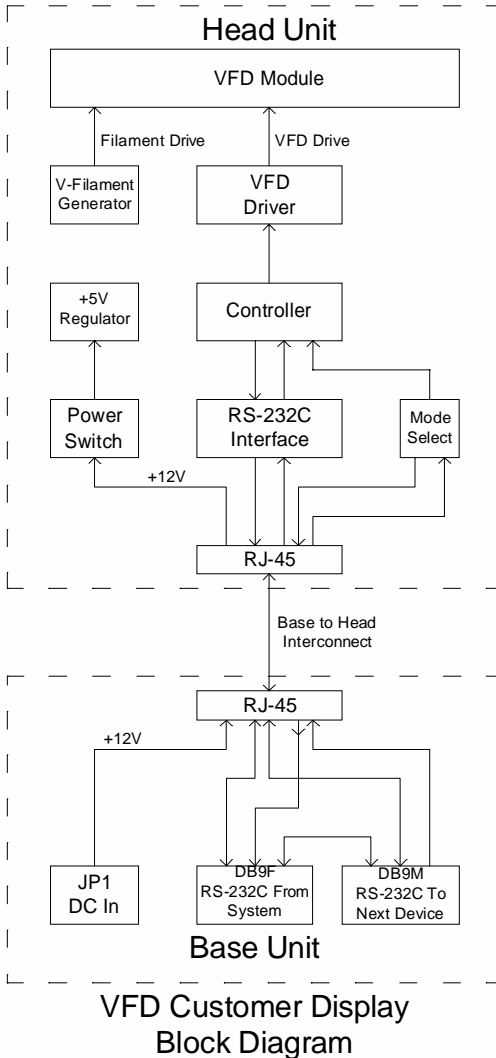 Head Unit
VFD Module
Filament Drive
VFD Drive
V-Filament
Generator
VFD
Driver
+5V
Regulator
Controller
Power
Switch
RS-232C
Interface
Mode
Select
+12V
RJ-45
Base to Head
Interconnect
RJ-45
+12V
JP1
DC In
DB9F
RS-232C From
System
DB9M
RS-232C To
Next Device
Base Unit
VFD Customer Display
Block Diagram